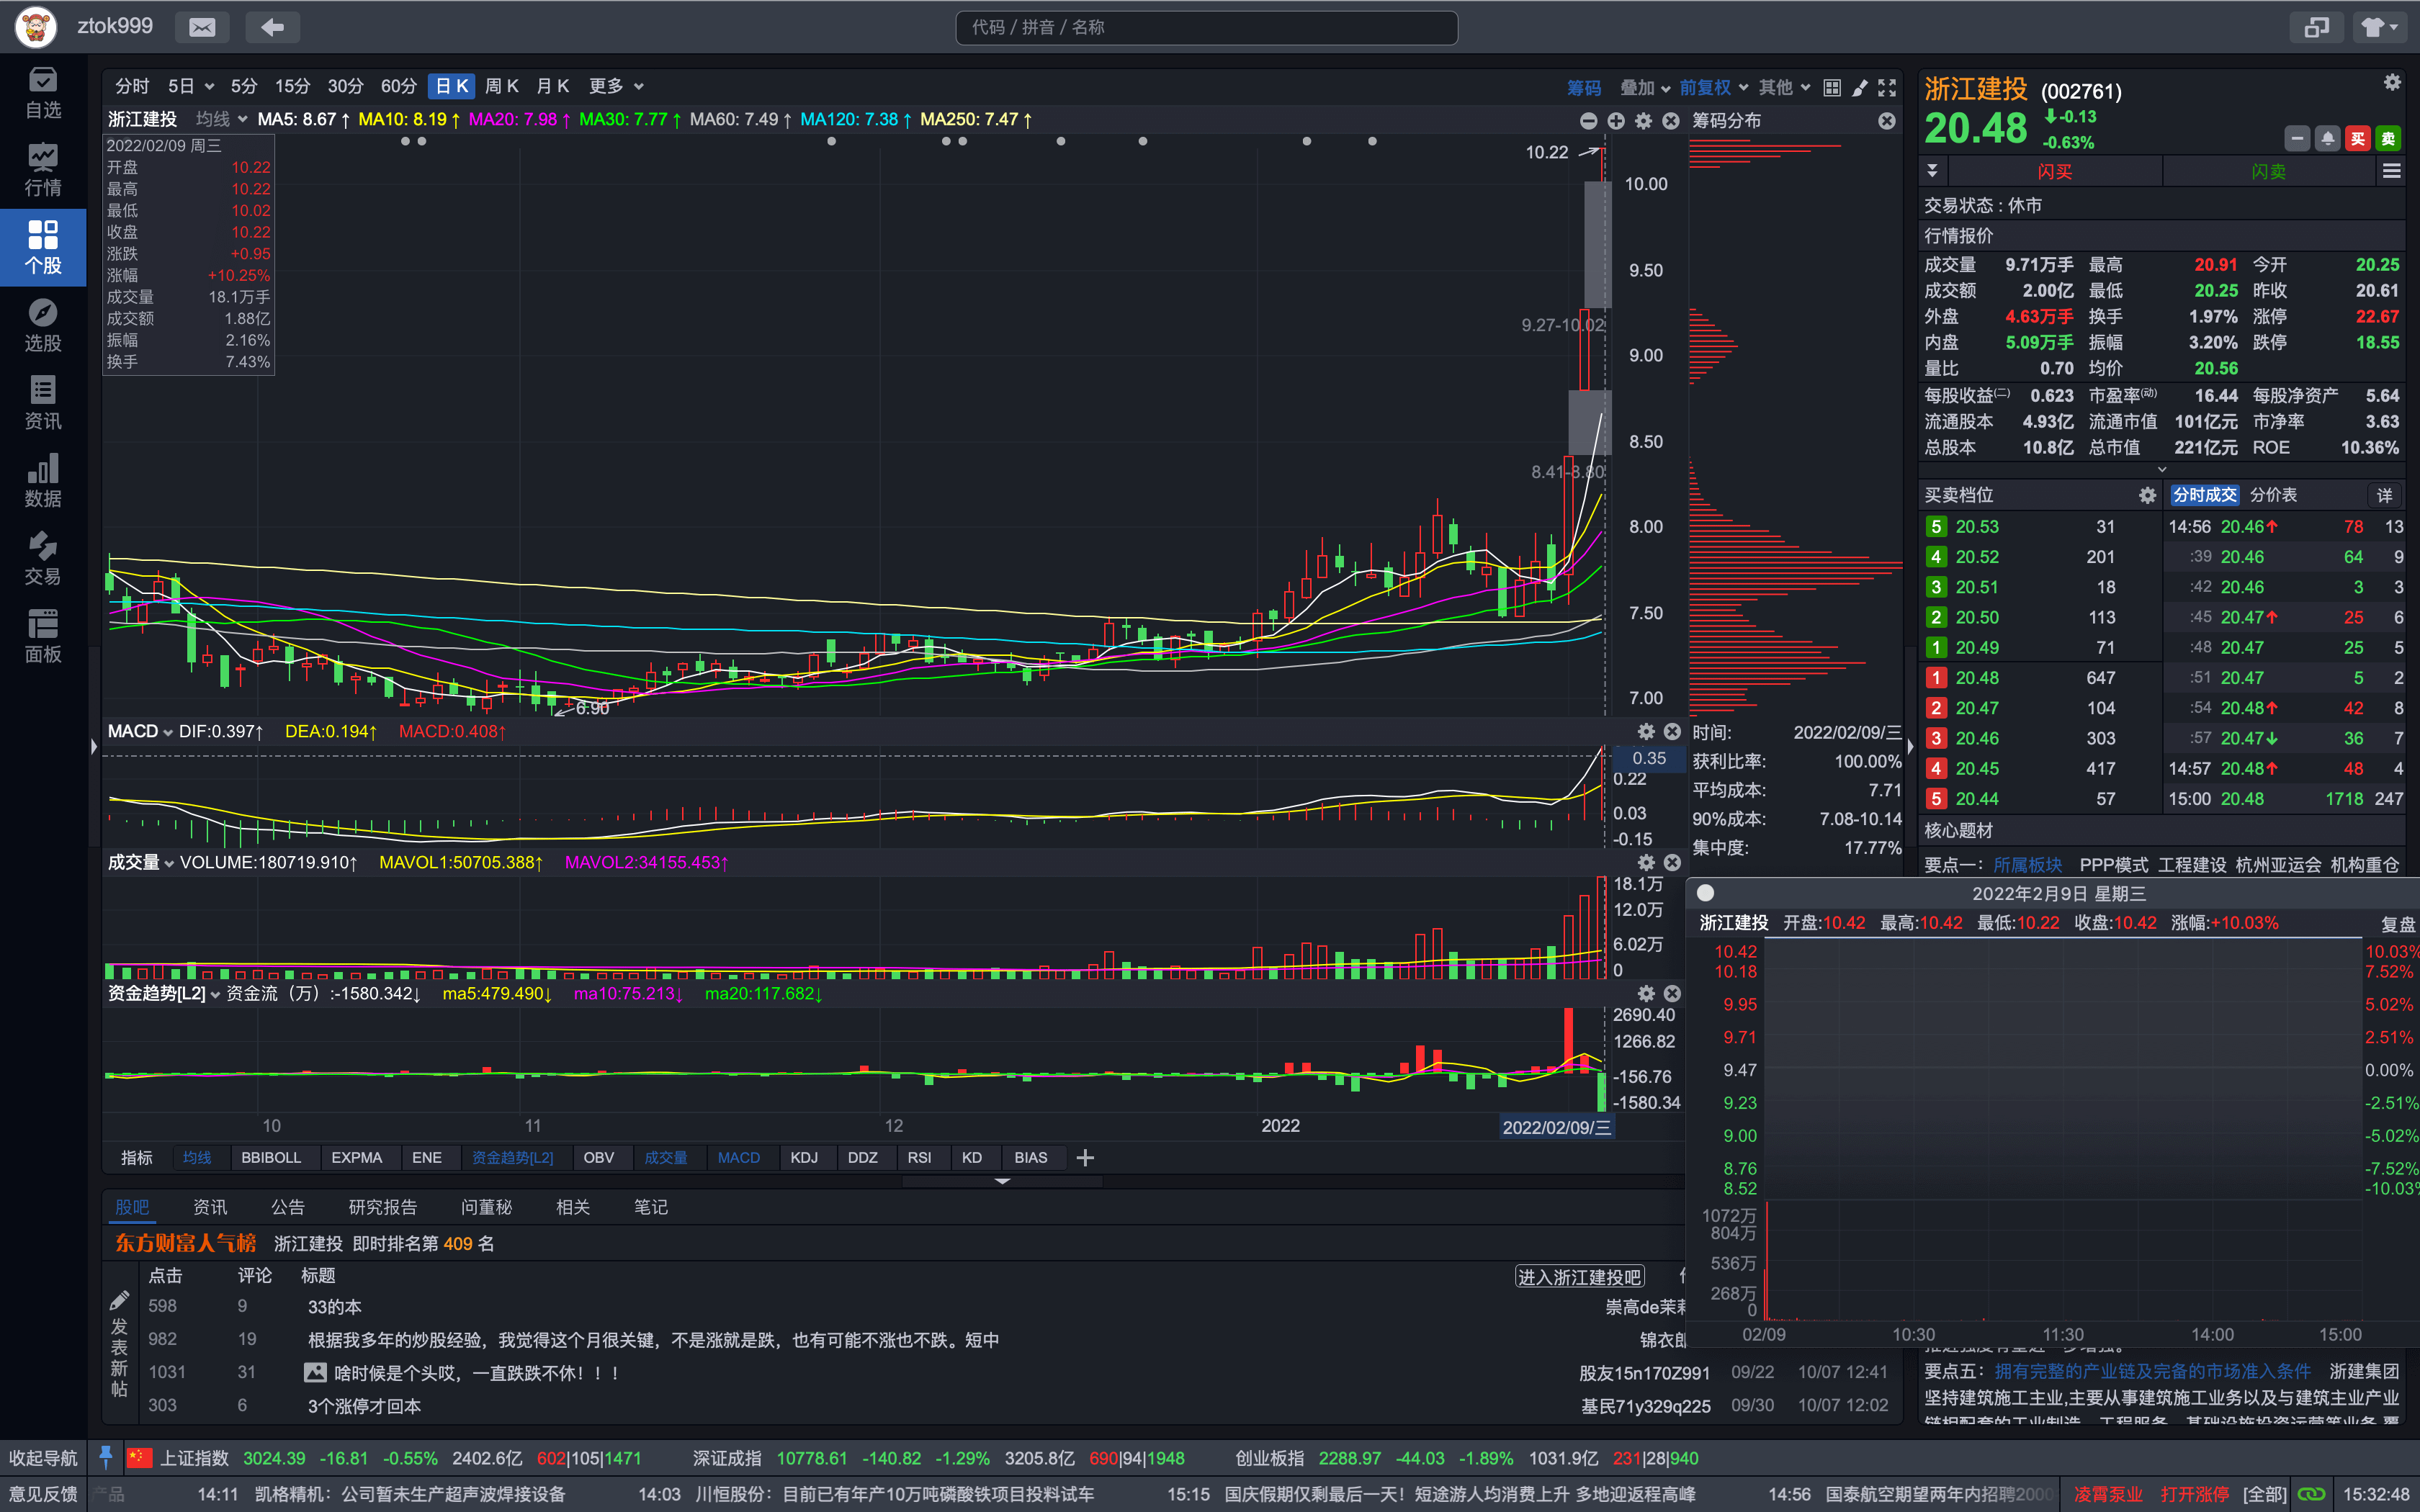 ztok999
代码 / 拼音 / 名称
自选
行情
个股
选股
资讯
数据
交易
面板
分时 5日 5分 15分 30分 60分 日K 周K 月K 更多
筹码 叠加 前复权 其他
浙江建投 均线 MA5: 8.67↑ MA10: 8.19↑ MA20: 7.98↑ MA30: 7.77↑ MA60: 7.49↑ MA120: 7.38↑ MA250: 7.47↑
筹码分布
2022/02/09 周三
开盘 10.22
最高 10.22
最低 10.02
收盘 10.22
涨跌 +0.95
涨幅 +10.25%
成交量 18.1万手
成交额 1.88亿
振幅 2.16%
换手 7.43%
10.22
9.27-10.02
8.41-8.80
6.90
10.00
9.50
9.00
8.50
8.00
7.50
7.00
MACD DIF:0.397↑ DEA:0.194↑ MACD:0.408↑
0.35
0.22
0.03
-0.15
时间: 2022/02/09/三
获利比率: 100.00%
平均成本: 7.71
90%成本: 7.08-10.14
集中度: 17.77%
成交量 VOLUME:180719.910↑ MAVOL1:50705.388↑ MAVOL2:34155.453↑
18.1万
12.0万
6.02万
0
资金趋势[L2] 资金流（万）:-1580.342↓ ma5:479.490↓ ma10:75.213↓ ma20:117.682↓
2690.40
1266.82
-156.76
-1580.34
10 11 12 2022 2022/02/09/三
指标 均线 BBIBOLL EXPMA ENE 资金趋势[L2] OBV 成交量 MACD KDJ DDZ RSI KD BIAS
股吧 资讯 公告 研究报告 问董秘 相关 笔记
东方财富人气榜 浙江建投 即时排名第 409 名
点击 评论 标题 进入浙江建投吧
598 9 33的本 崇高de茉莉
982 19 根据我多年的炒股经验，我觉得这个月很关键，不是涨就是跌，也有可能不涨也不跌。短中 锦衣郎
1031 31 啥时候是个头哎，一直跌跌不休！！！ 股友15n170Z991 09/22 10/07 12:41
303 6 3个涨停才回本 基民71y329q225 09/30 10/07 12:02
发表新帖
浙江建投 (002761)
20.48 -0.13
-0.63%
买 卖
闪买 闪卖
交易状态 : 休市
行情报价
成交量 9.71万手 最高 20.91 今开 20.25
成交额 2.00亿 最低 20.25 昨收 20.61
外盘 4.63万手 换手 1.97% 涨停 22.67
内盘 5.09万手 振幅 3.20% 跌停 18.55
量比 0.70 均价 20.56
每股收益(二) 0.623 市盈率(动) 16.44 每股净资产 5.64
流通股本 4.93亿 流通市值 101亿元 市净率 3.63
总股本 10.8亿 总市值 221亿元 ROE 10.36%
买卖档位 分时成交 分价表 详
5 20.53 31 14:56 20.46↑ 78 13
4 20.52 201 :39 20.46 64 9
3 20.51 18 :42 20.46 3 3
2 20.50 113 :45 20.47↑ 25 6
1 20.49 71 :48 20.47 25 5
1 20.48 647 :51 20.47 5 2
2 20.47 104 :54 20.48↑ 42 8
3 20.46 303 :57 20.47↓ 36 7
4 20.45 417 14:57 20.48↑ 48 4
5 20.44 57 15:00 20.48 1718 247
核心题材
要点一： 所属板块 PPP模式 工程建设 杭州亚运会 机构重仓
2022年2月9日 星期三
浙江建投 开盘:10.42 最高:10.42 最低:10.22 收盘:10.42 涨幅:+10.03% 复盘
10.42 10.03%
10.18 7.52%
9.95 5.02%
9.71 2.51%
9.47 0.00%
9.23 -2.51%
9.00 -5.02%
8.76 -7.52%
8.52 -10.03%
1072万
804万
536万
268万
0
02/09 10:30 11:30 14:00 15:00
要点五： 拥有完整的产业链及完备的市场准入条件 浙建集团
坚持建筑施工主业,主要从事建筑施工业务以及与建筑主业产业
链相配套的工业制造、工程服务、基础设施投资运营等业务,覆
收起导航 上证指数 3024.39 -16.81 -0.55% 2402.6亿 602|105|1471 深证成指 10778.61 -140.82 -1.29% 3205.8亿 690|94|1948 创业板指 2288.97 -44.03 -1.89% 1031.9亿 231|28|940
意见反馈 产品 14:11 凯格精机：公司暂未生产超声波焊接设备 14:03 川恒股份：目前已有年产10万吨磷酸铁项目投料试车 15:15 国庆假期仅剩最后一天！短途游人均消费上升 多地迎返程高峰 14:56 国泰航空期望两年内招聘2000 凌霄泵业 打开涨停 [全部] 15:32:48